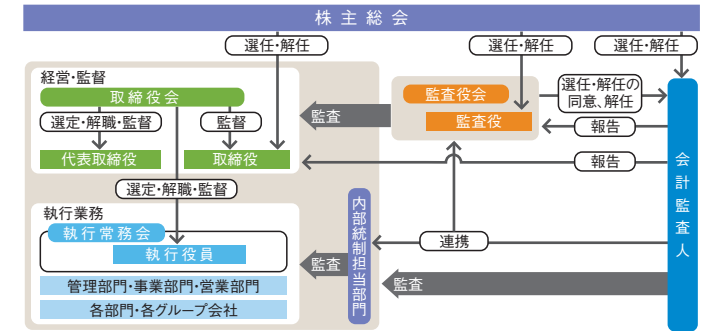 株主総会
選任・解任
選任・解任
選任・解任
経営・監督
取締役会
選定・解職・監督
監督
代表取締役
取締役
監査
監査役会
監査役
選任・解任の
同意、解任
報告
報告
会計監査人
選定・解職・監督
執行業務
執行常務会
執行役員
管理部門・事業部門・営業部門
各部門・各グループ会社
監査
内部統制担当部門
連携
監査